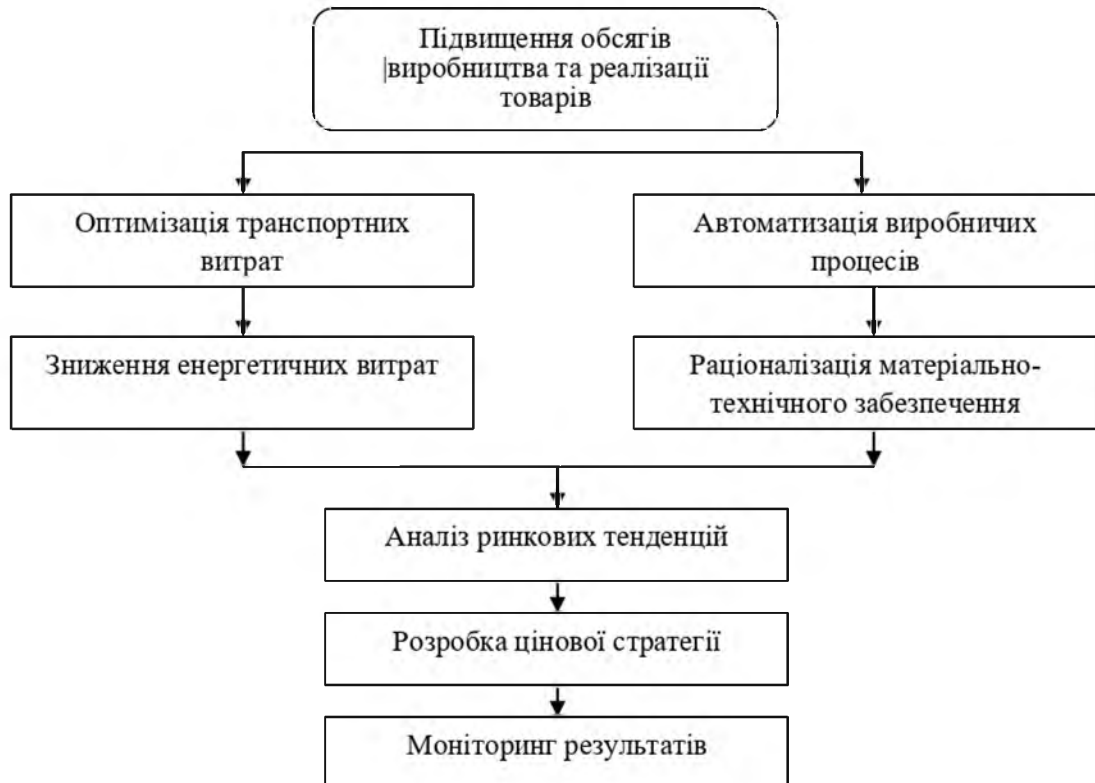 Підвищення обсягів
|виробництва та реалізації
товарів
Оптимізація транспортних
витрат
Автоматизація виробничих
процесів
Зниження енергетичних витрат
Раціоналізація матеріально-
технічного забезпечення
Аналіз ринкових тенденцій
Розробка цінової стратегії
Моніторинг результатів